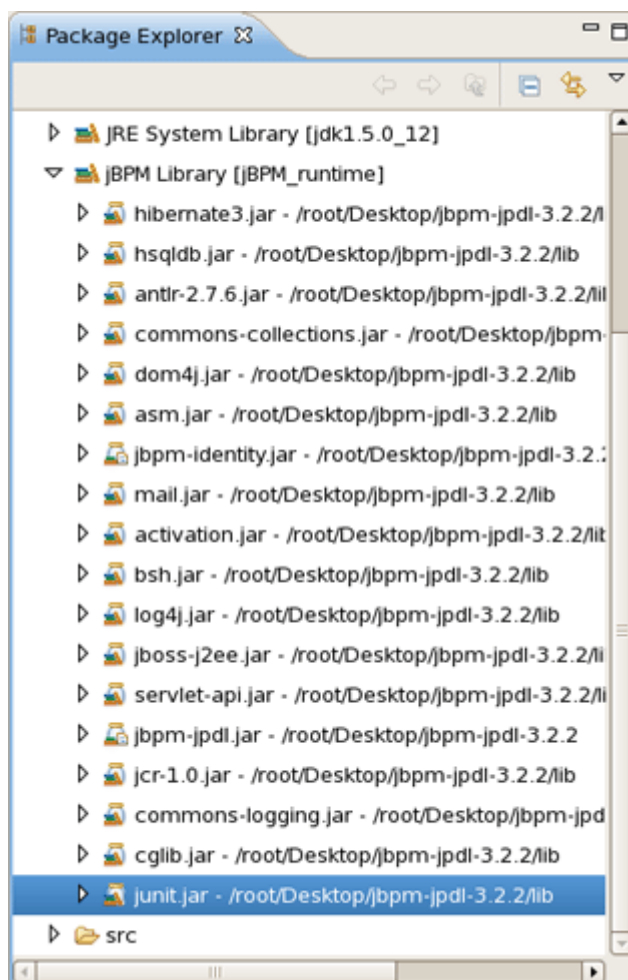 Package Explorer
JRE System Library [jdk1.5.0_12]
jBPM Library [jBPM_runtime]
hibernate3.jar - /root/Desktop/jbpm-jpdl-3.2.2/l
hsqldb.jar - /root/Desktop/jbpm-jpdl-3.2.2/lib
antlr-2.7.6.jar - /root/Desktop/jbpm-jpdl-3.2.2/lil
commons-collections.jar - /root/Desktop/jbpm-
dom4j.jar - /root/Desktop/jbpm-jpdl-3.2.2/lib
asm.jar - /root/Desktop/jbpm-jpdl-3.2.2/lib
jbpm-identity.jar - /root/Desktop/jbpm-jpdl-3.2.2
mail.jar - /root/Desktop/jbpm-jpdl-3.2.2/lib
activation.jar - /root/Desktop/jbpm-jpdl-3.2.2/lib
bsh.jar - /root/Desktop/jbpm-jpdl-3.2.2/lib
log4j.jar - /root/Desktop/jbpm-jpdl-3.2.2/lib
jboss-j2ee.jar - /root/Desktop/jbpm-jpdl-3.2.2/li
servlet-api.jar - /root/Desktop/jbpm-jpdl-3.2.2/li
jbpm-jpdl.jar - /root/Desktop/jbpm-jpdl-3.2.2
jcr-1.0.jar - /root/Desktop/jbpm-jpdl-3.2.2/lib
commons-logging.jar - /root/Desktop/jbpm-jpd
cglib.jar - /root/Desktop/jbpm-jpdl-3.2.2/lib
junit.jar - /root/Desktop/jbpm-jpdl-3.2.2/lib
src